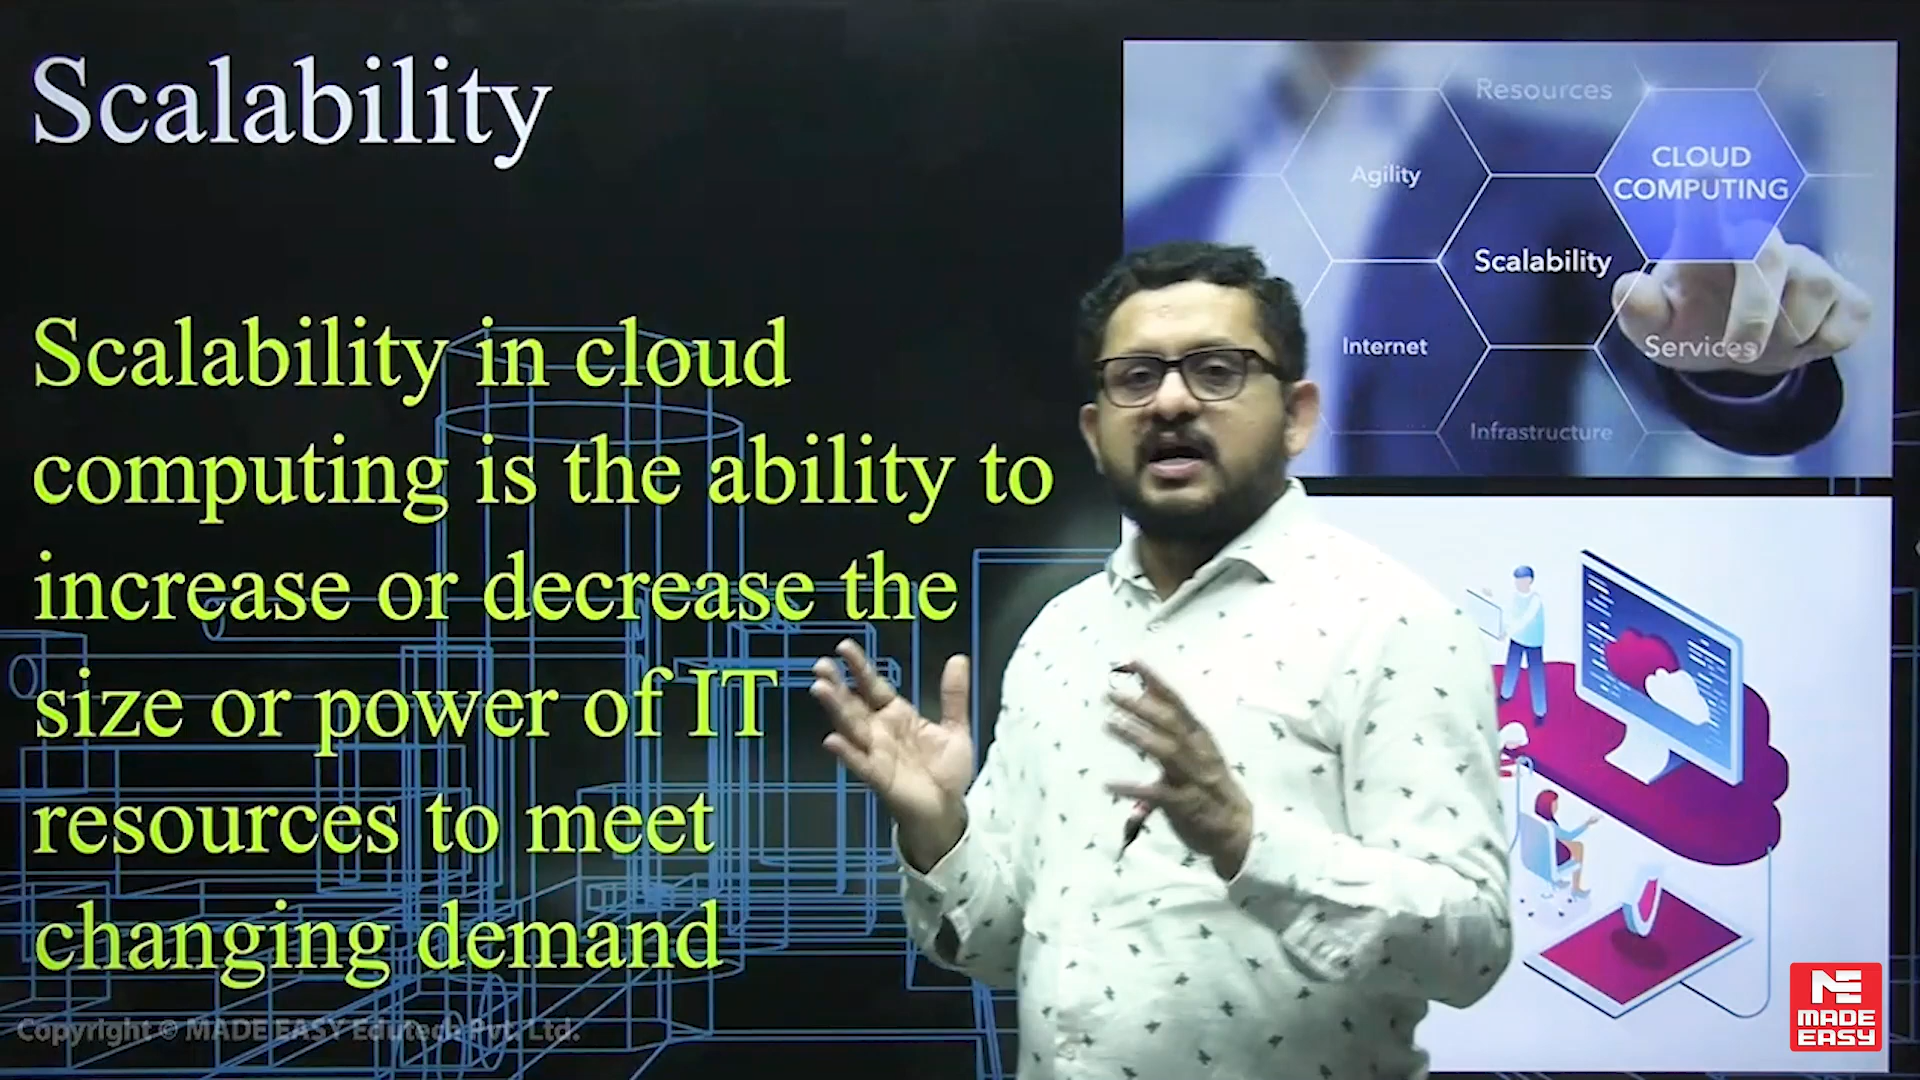 Scalability
Scalability in cloud
computing is the ability to
increase or decrease the
size or power of IT
resources to meet
changing demand
Resources
CLOUD
COMPUTING
Agility
Scalability
Internet
Services
Infrastructure
Copyright © MADE EASY Edutech Pvt. Ltd.
ME
MADE
EASY